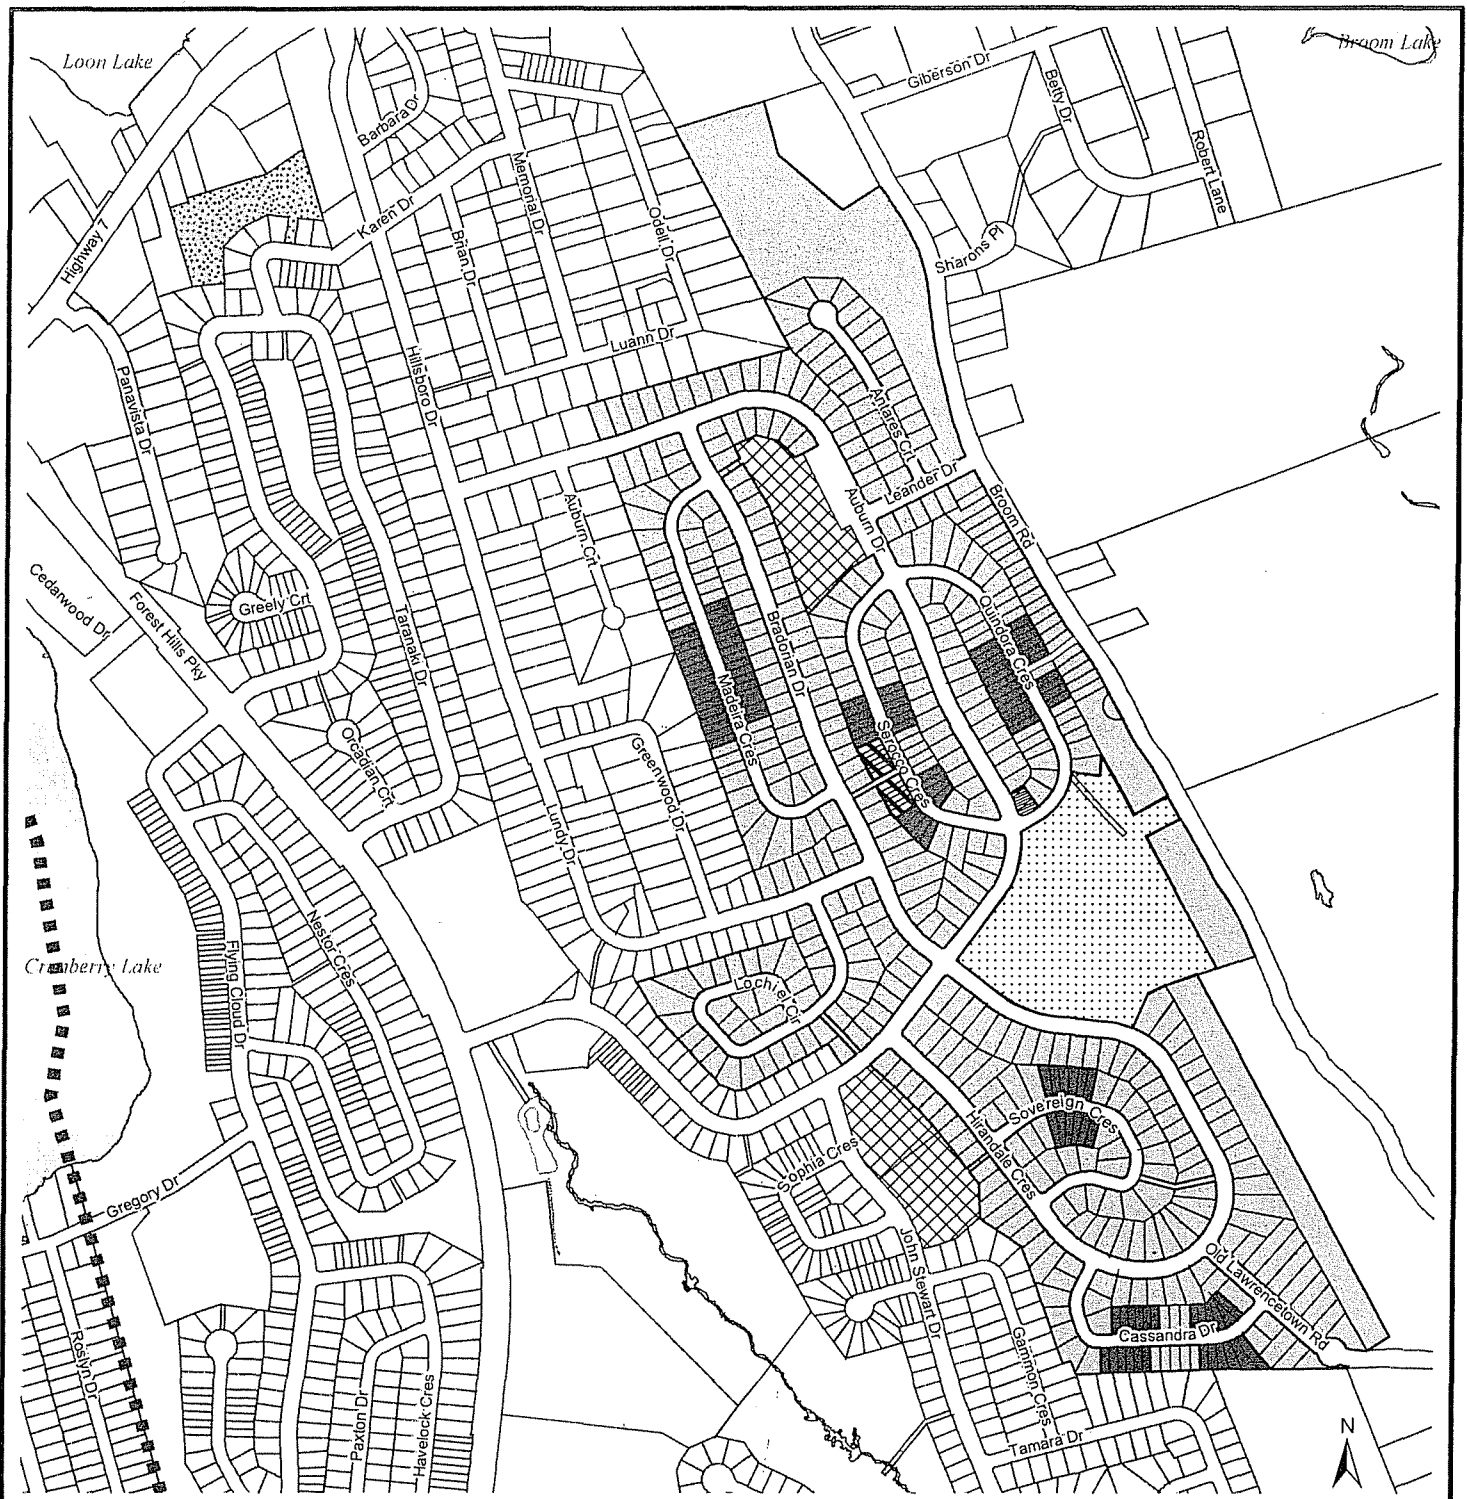 Loon Lake
Broom Lake
Giberson Dr
Betty Dr
Robert Lane
Barbara Dr
Memorial Dr
Karen Dr
Odell Dr
Brian Dr
Highway 7
Sharons Pl
Luann Dr
Hillsboro Dr
Panavista Dr
Antares Crt
Leander Dr
Auburn Dr
Broom Rd
Auburn Crt
Cedarwood Dr
Forest Hills Pky
Greely Crt
Taranaki Dr
Bradorian Dr
Quindora Cres
Madeira Cres
Serocco Cres
Orcadian Crt
Greenwood Dr
Lundy Dr
Nestor Cres
Flying Cloud Dr
Cranberry Lake
Lochiel Cir
Sovereign Cres
Hirandale Cres
Sophia Cres
Gregory Dr
John Stewart Dr
Old Lawrencetown Rd
Cassandra Dr
Gammon Cres
Roslyn Dr
Paxton Dr
Havelock Cres
Tamara Dr
N